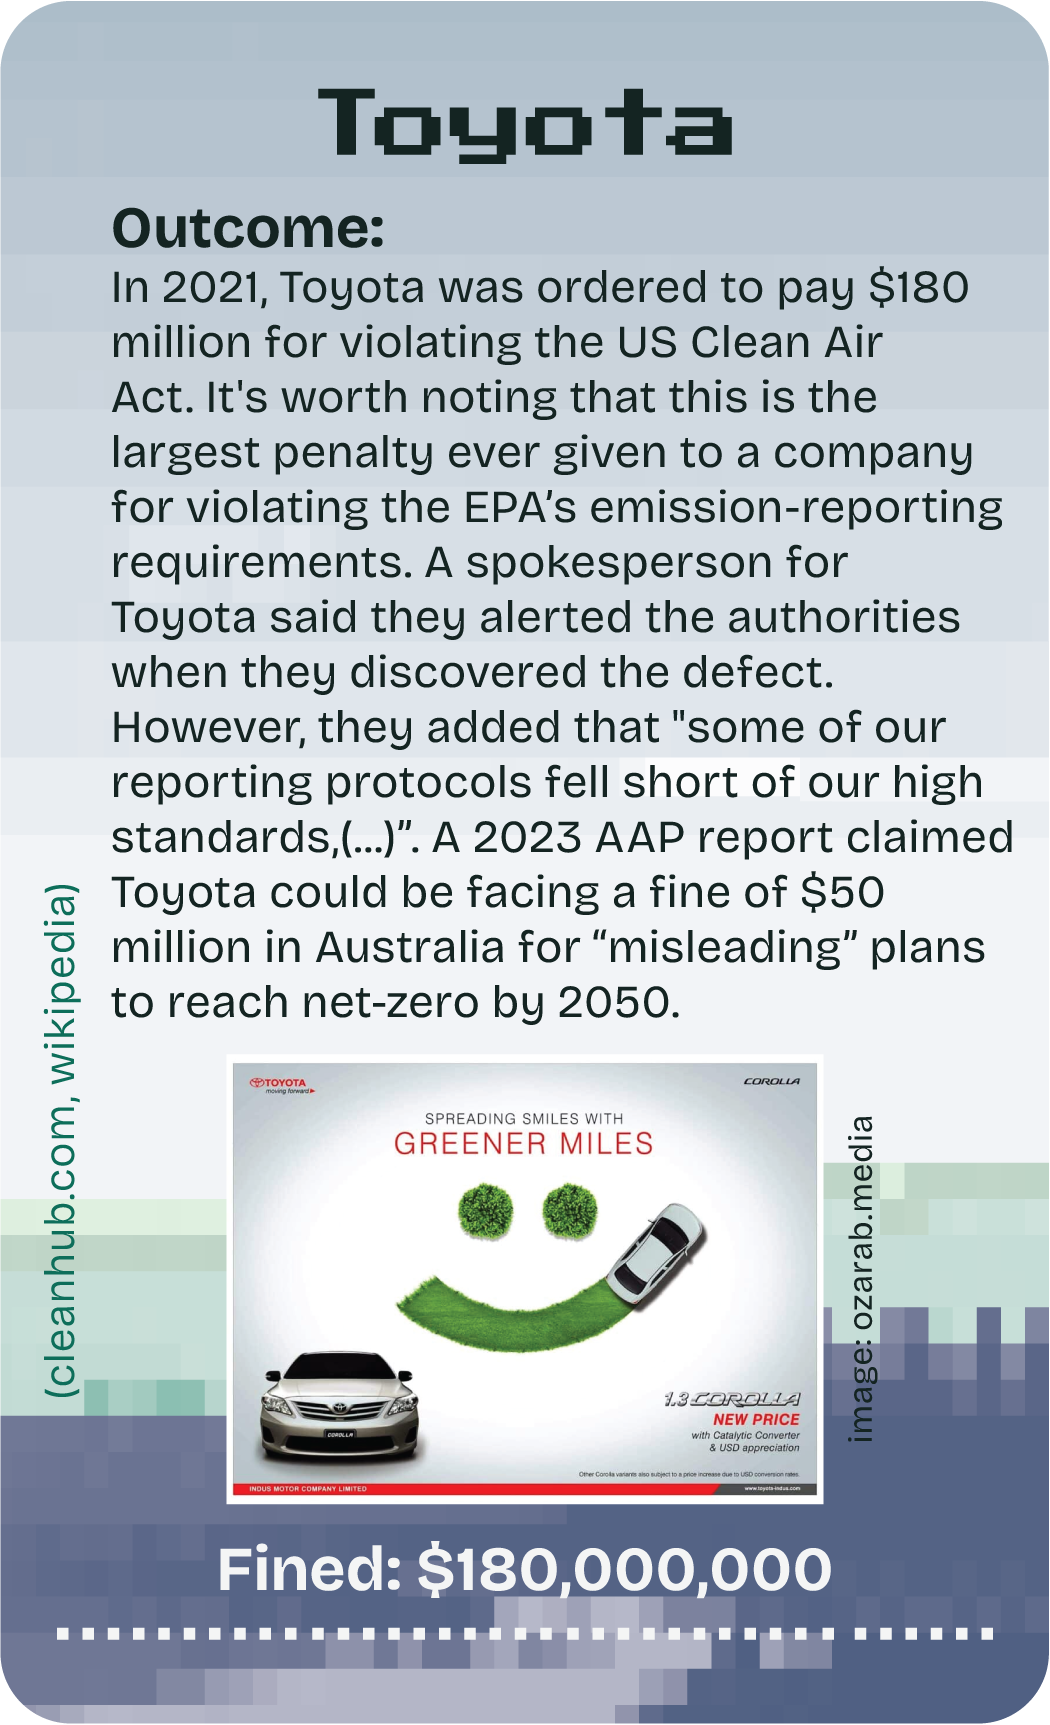 Toyota
Outcome:
In 2021, Toyota was ordered to pay $180
million for violating the US Clean Air
Act. It's worth noting that this is the
largest penalty ever given to a company
for violating the EPA’s emission-reporting
requirements. A spokesperson for
Toyota said they alerted the authorities
when they discovered the defect.
However, they added that "some of our
reporting protocols fell short of our high
standards,(...)”. A 2023 AAP report claimed
Toyota could be facing a fine of $50
million in Australia for “misleading” plans
to reach net-zero by 2050.
(cleanhub.com, wikipedia)
TOYOTA
moving forward
COROLLA
SPREADING SMILES WITH
GREENER MILES
COROLLA
1.3 COROLLA
NEW PRICE
with Catalytic Converter
& USD appreciation
Other Corolla variants also subject to a price increase due to USD conversion rates.
INDUS MOTOR COMPANY LIMITED
www.toyota-indus.com
image: ozarab.media
Fined: $180,000,000